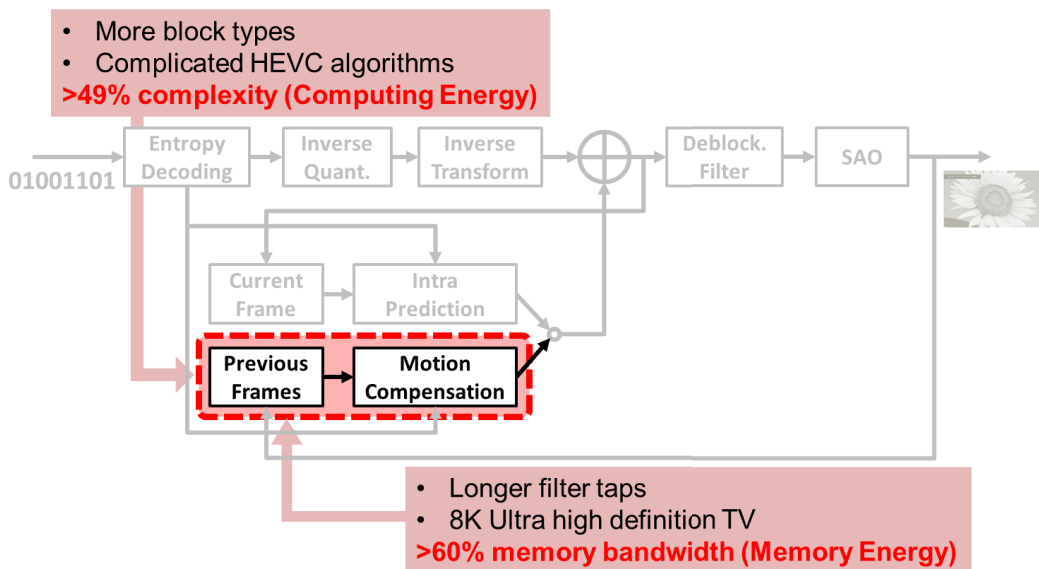 • More block types
• Complicated HEVC algorithms
>49% complexity (Computing Energy)
01001101
Entropy
Decoding
Inverse
Quant.
Inverse
Transform
Deblock.
Filter
SAO
Current
Frame
Intra
Prediction
Previous
Frames
Motion
Compensation
• Longer filter taps
• 8K Ultra high definition TV
>60% memory bandwidth (Memory Energy)